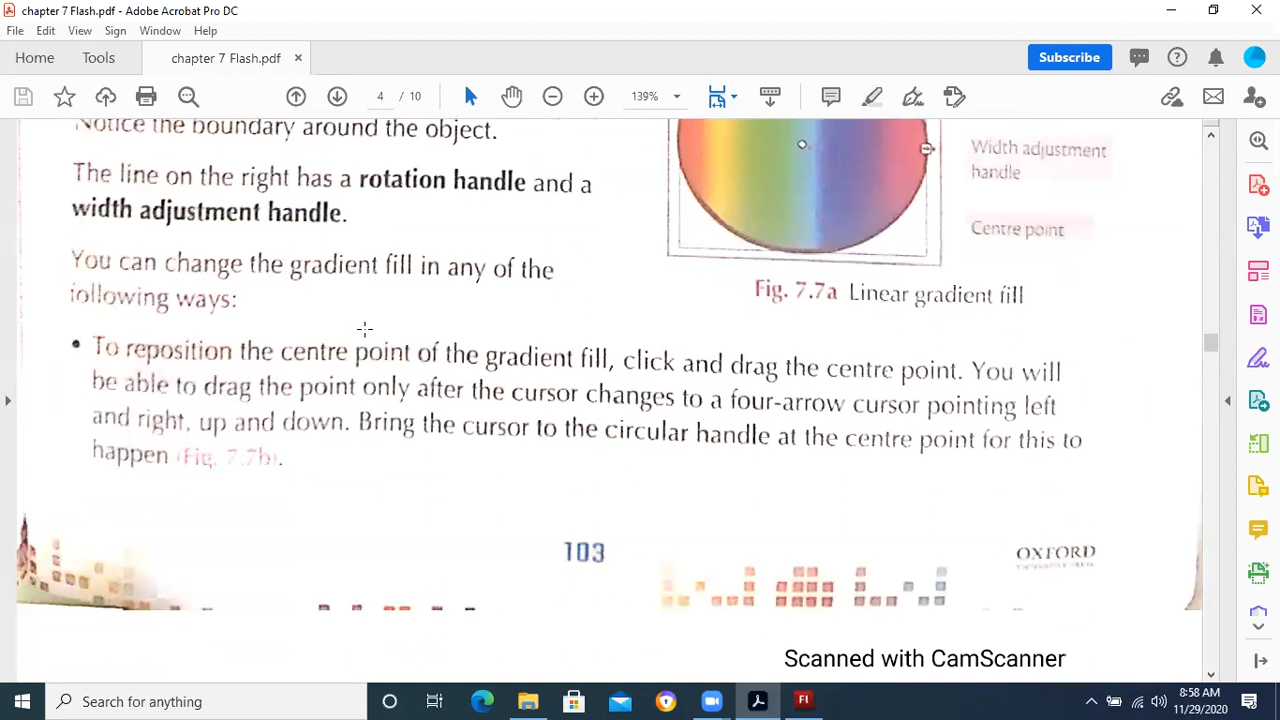 chapter 7 Flash.pdf - Adobe Acrobat Pro DC
File Edit View Sign Window Help
Home Tools chapter 7 Flash.pdf Subscribe
4 / 10 139%
Notice the boundary around the object.
The line on the right has a rotation handle and a
width adjustment handle.
You can change the gradient fill in any of the
following ways:
Width adjustment
handle
Centre point
Fig. 7.7a Linear gradient fill
• To reposition the centre point of the gradient fill, click and drag the centre point. You will
be able to drag the point only after the cursor changes to a four-arrow cursor pointing left
and right, up and down. Bring the cursor to the circular handle at the centre point for this to
happen (Fig. 7.7b).
103
OXFORD
UNIVERSITY PRESS
Scanned with CamScanner
Search for anything
8:58 AM
11/29/2020